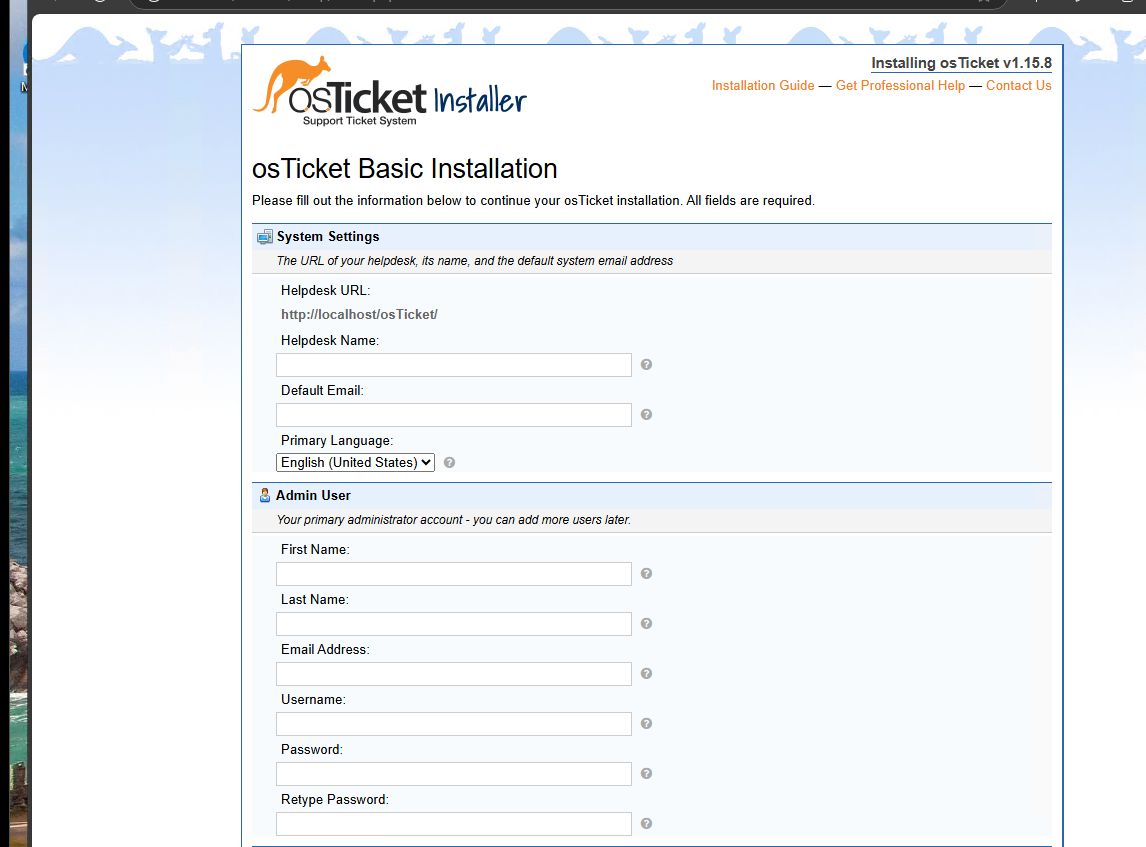 Installing osTicket v1.15.8
Installation Guide — Get Professional Help — Contact Us
osTicket Installer
Support Ticket System
osTicket Basic Installation
Please fill out the information below to continue your osTicket installation. All fields are required.
System Settings
The URL of your helpdesk, its name, and the default system email address
Helpdesk URL:
http://localhost/osTicket/
Helpdesk Name:
Default Email:
Primary Language:
English (United States)
Admin User
Your primary administrator account - you can add more users later.
First Name:
Last Name:
Email Address:
Username:
Password:
Retype Password: